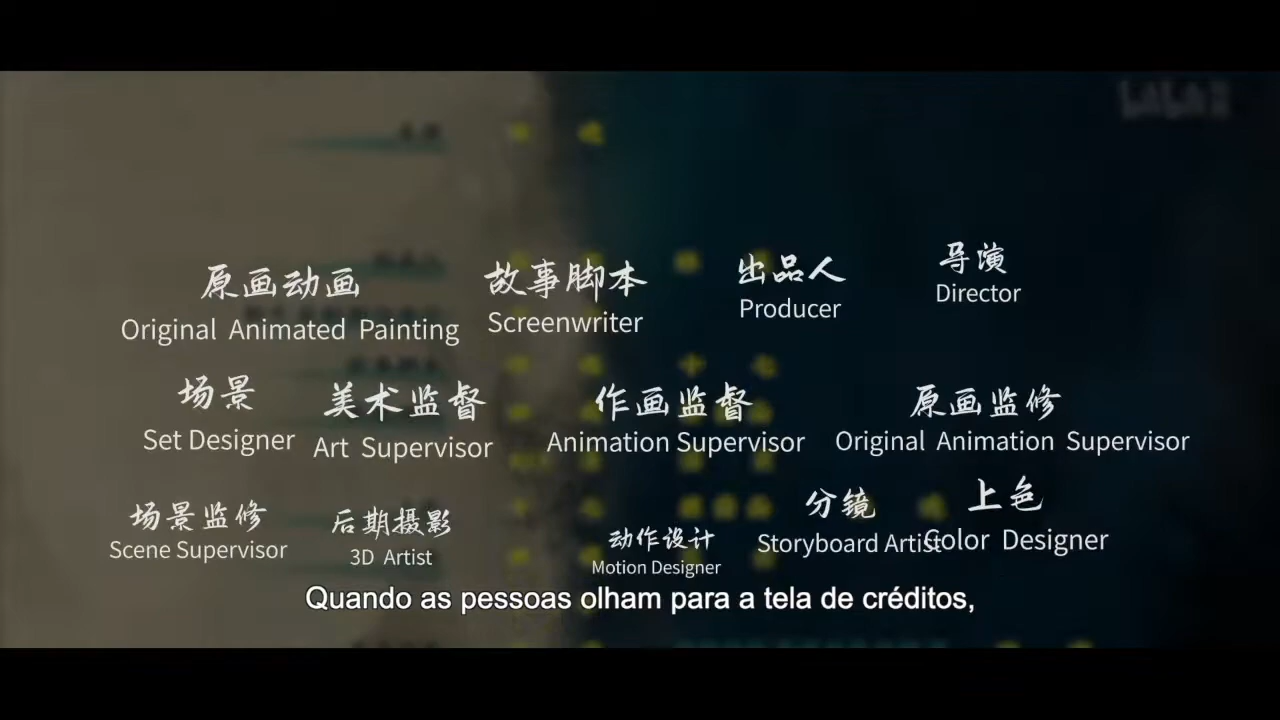 原画动画 故事脚本 出品人 导演
Original Animated Painting Screenwriter Producer Director
场景 美术监督 作画监督 原画监修
Set Designer Art Supervisor Animation Supervisor Original Animation Supervisor
场景监修 后期摄影 动作设计 分镜 上色
Scene Supervisor 3D Artist Motion Designer Storyboard Artist Color Designer
Quando as pessoas olham para a tela de créditos,